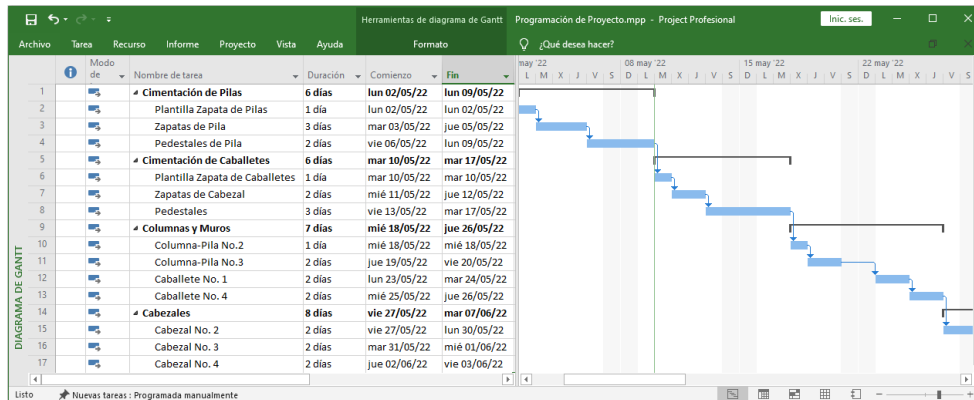 Herramientas de diagrama de Gantt Programación de Proyecto.mpp - Project Profesional Inic. ses.
Archivo Tarea Recurso Informe Proyecto Vista Ayuda Formato ¿Qué desea hacer?
Modo de Nombre de tarea Duración Comienzo Fin
may '22 08 may '22 15 may '22 22 may '22
L M X J V S D L M X J V S D L M X J V S D L M X J V S
1 Cimentación de Pilas 6 días lun 02/05/22 lun 09/05/22
2 Plantilla Zapata de Pilas 1 día lun 02/05/22 lun 02/05/22
3 Zapatas de Pila 3 días mar 03/05/22 jue 05/05/22
4 Pedestales de Pila 2 días vie 06/05/22 lun 09/05/22
5 Cimentación de Caballetes 6 días mar 10/05/22 mar 17/05/22
6 Plantilla Zapata de Caballetes 1 día mar 10/05/22 mar 10/05/22
7 Zapatas de Cabezal 2 días mié 11/05/22 jue 12/05/22
8 Pedestales 3 días vie 13/05/22 mar 17/05/22
9 Columnas y Muros 7 días mié 18/05/22 jue 26/05/22
10 Columna-Pila No.2 1 día mié 18/05/22 mié 18/05/22
11 Columna-Pila No.3 2 días jue 19/05/22 vie 20/05/22
12 Caballete No. 1 2 días lun 23/05/22 mar 24/05/22
13 Caballete No. 4 2 días mié 25/05/22 jue 26/05/22
14 Cabezales 8 días vie 27/05/22 mar 07/06/22
15 Cabezal No. 2 2 días vie 27/05/22 lun 30/05/22
16 Cabezal No. 3 2 días mar 31/05/22 mié 01/06/22
17 Cabezal No. 4 2 días jue 02/06/22 vie 03/06/22
DIAGRAMA DE GANTT
Listo Nuevas tareas : Programada manualmente